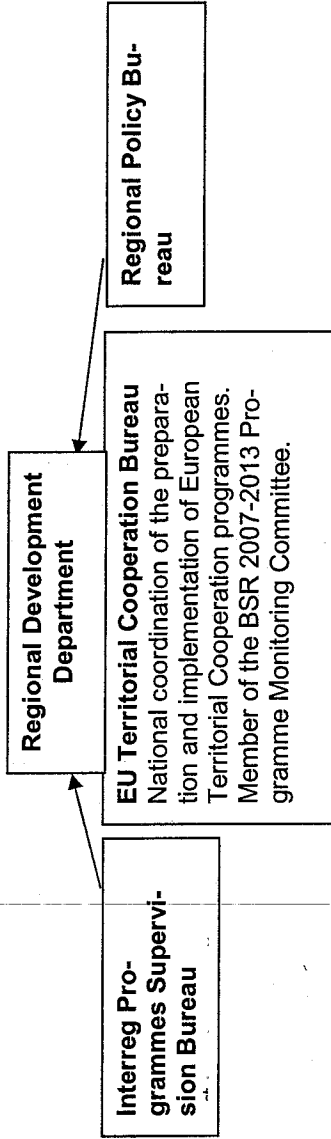 Regional Development
Department
Interreg Pro-
grammes Supervi-
sion Bureau
EU Territorial Cooperation Bureau
National coordination of the prepara-
tion and implementation of European
Territorial Cooperation programmes.
Member of the BSR 2007-2013 Pro-
gramme Monitoring Committee.
Regional Policy Bu-
reau